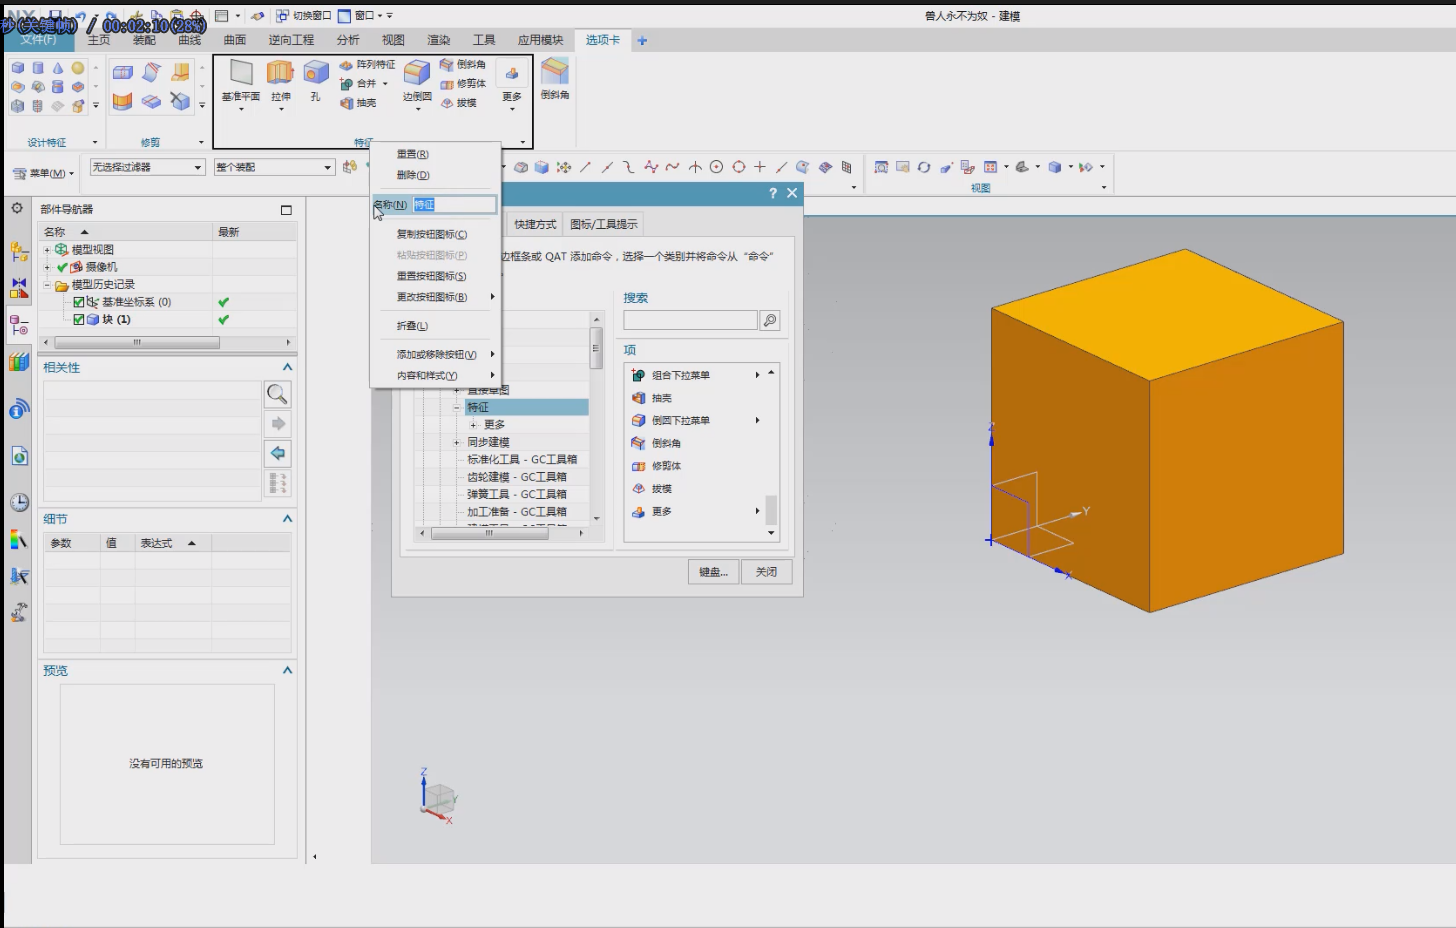 NX 切换窗口 窗口 兽人永不为奴 - 建模
秒(关键帧) / 00:02:10(28%)
文件(F) 主页 装配 曲线 曲面 逆向工程 分析 视图 渲染 工具 应用模块 选项卡
基准平面 拉伸 孔 阵列特征 合并 抽壳 边倒圆 倒斜角 修剪体 拔模 更多 倒斜角
设计特征 修剪 特征
菜单(M) 无选择过滤器 整个装配
视图
重置(R)
删除(D)
名称(N) 特征
复制按钮图标(C)
粘贴按钮图标(P)
重置按钮图标(S)
更改按钮图标(B)
折叠(L)
添加或移除按钮(V)
内容和样式(Y)
部件导航器
名称 最新
模型视图
摄像机
模型历史记录
基准坐标系 (0)
块 (1)
相关性
细节
参数 值 表达式
预览
没有可用的预览
快捷方式 图标/工具提示
边框条或 QAT 添加命令，选择一个类别并将命令从“命令”
搜索
项
直接草图
特征
更多
同步建模
标准化工具 - GC工具箱
齿轮建模 - GC工具箱
弹簧工具 - GC工具箱
加工准备 - GC工具箱
组合下拉菜单
抽壳
倒圆下拉菜单
倒斜角
修剪体
拔模
更多
键盘... 关闭
Z
Y
X
Z
Y
X